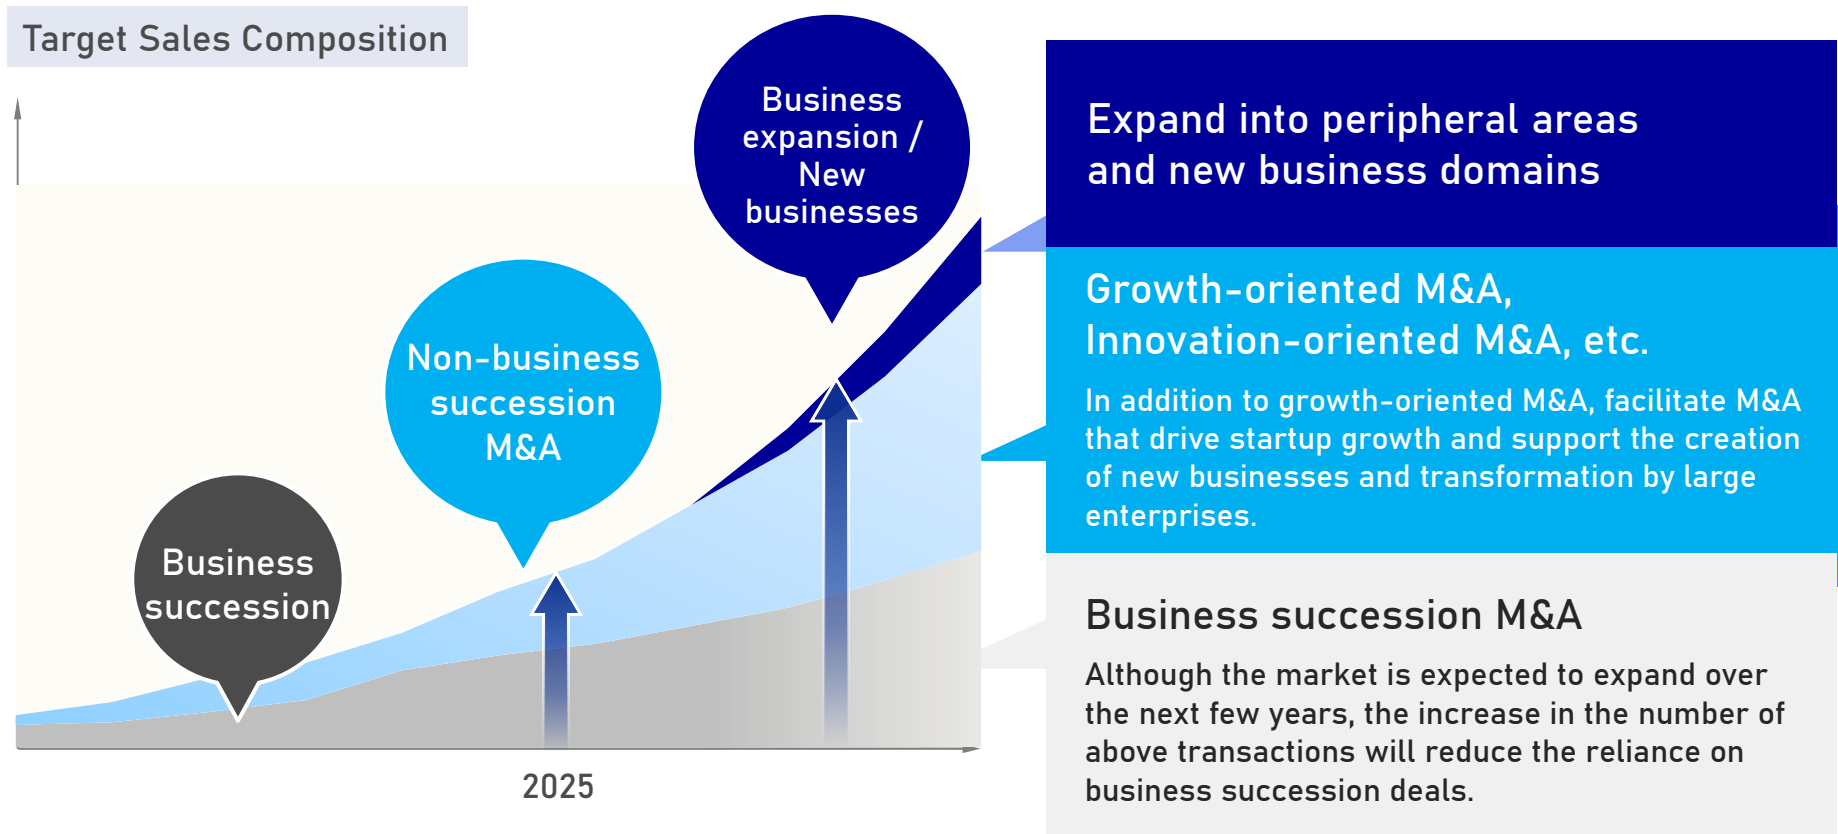 Target Sales Composition
Business
expansion /
New
businesses
Non-business
succession
M&A
Business
succession
2025
Expand into peripheral areas
and new business domains
Growth-oriented M&A,
Innovation-oriented M&A, etc.
In addition to growth-oriented M&A, facilitate M&A
that drive startup growth and support the creation
of new businesses and transformation by large
enterprises.
Business succession M&A
Although the market is expected to expand over
the next few years, the increase in the number of
above transactions will reduce the reliance on
business succession deals.